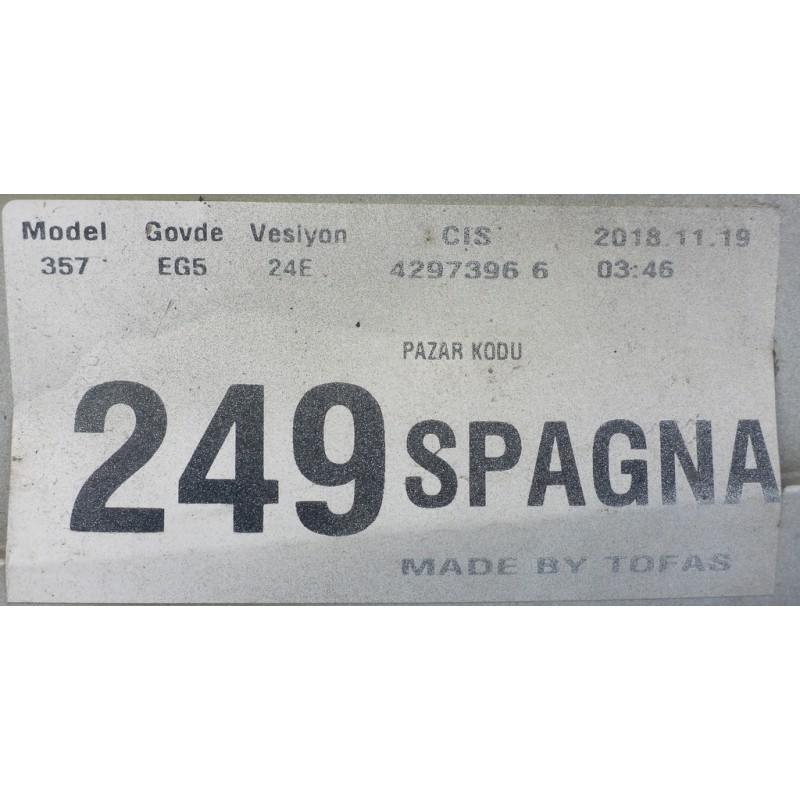 Model Govde Vesiyon CIS 2018.11.19
357 EG5 24E 4297396 6 03:46
PAZAR KODU
249 SPAGNA
MADE BY TOFAS